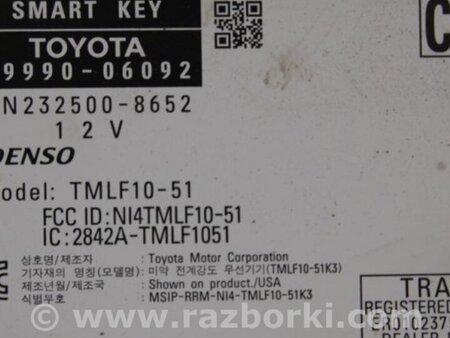 SMART KEY
TOYOTA
9990-06092
N232500-8652
12V
DENSO
Model: TMLF10-51
FCC ID:NI4TMLF10-51
IC:2842A-TMLF1051
상호명/제조자 : Toyota Motor Corporation
기자재의 명칭(모델명): 미약 전계강도 무선기기(TMLF10-51K3)
제조년월/제조국 : Shown on product./USA
식별부호 : MSIP-RRM-NI4-TMLF10-51K3
C
TRA
REGISTERED
ER010237
DEALER N
www.razborki.com